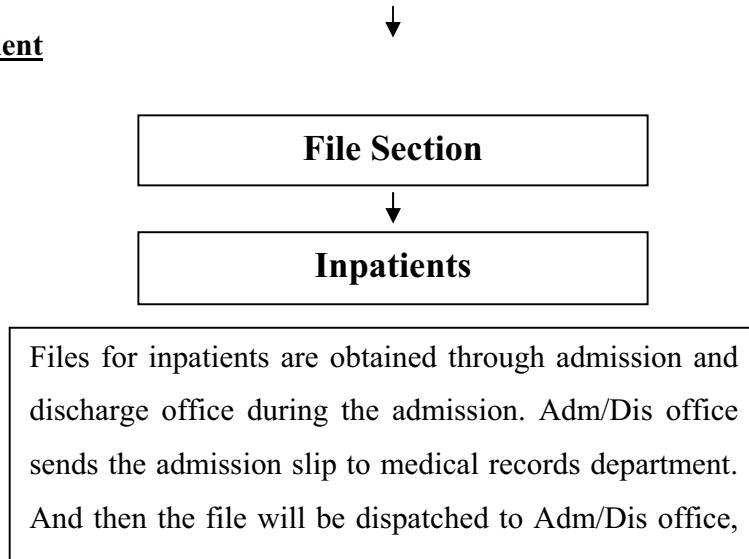 File Section
Inpatients
Files for inpatients are obtained through admission and
discharge office during the admission. Adm/Dis office
sends the admission slip to medical records department.
And then the file will be dispatched to Adm/Dis office,